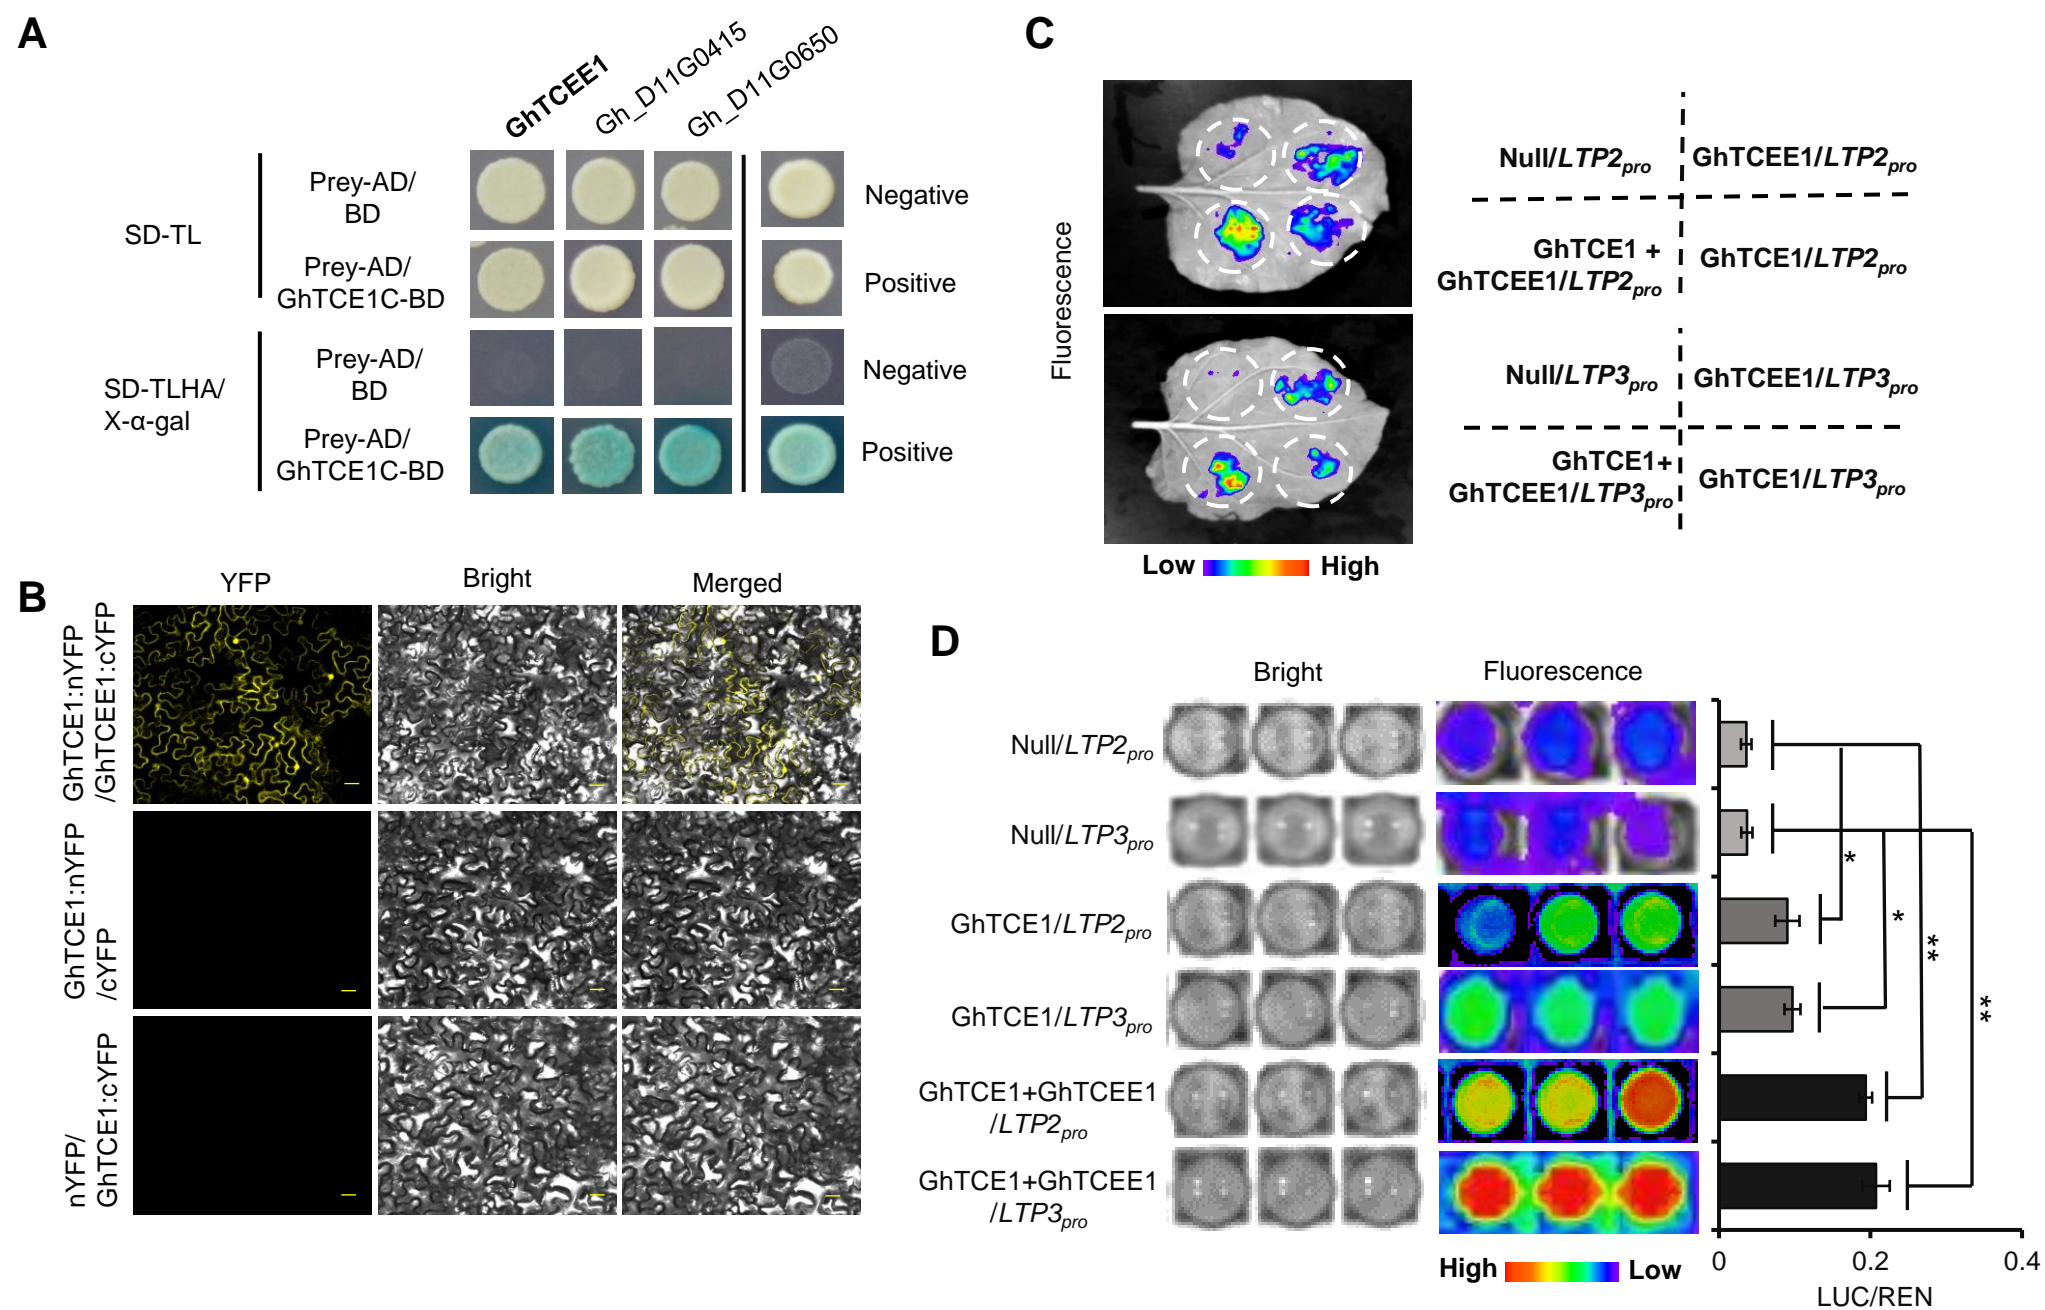 A
GhTCEE1
Gh_D11G0415
Gh_D11G0650
SD-TL
Prey-AD/
BD
Negative
Prey-AD/
GhTCE1C-BD
Positive
SD-TLHA/
X-α-gal
Prey-AD/
BD
Negative
Prey-AD/
GhTCE1C-BD
Positive
B
YFP
Bright
Merged
GhTCE1:nYFP
/GhTCEE1:cYFP
GhTCE1:nYFP
/cYFP
nYFP/
GhTCE1:cYFP
C
Fluorescence
Null/LTP2pro
GhTCEE1/LTP2pro
GhTCE1 +
GhTCEE1/LTP2pro
GhTCE1/LTP2pro
Null/LTP3pro
GhTCEE1/LTP3pro
GhTCE1+
GhTCEE1/LTP3pro
GhTCE1/LTP3pro
Low
High
D
Bright
Fluorescence
Null/LTP2pro
Null/LTP3pro
GhTCE1/LTP2pro
GhTCE1/LTP3pro
GhTCE1+GhTCEE1
/LTP2pro
GhTCE1+GhTCEE1
/LTP3pro
*
*
**
**
High
Low
0
0.2
0.4
LUC/REN